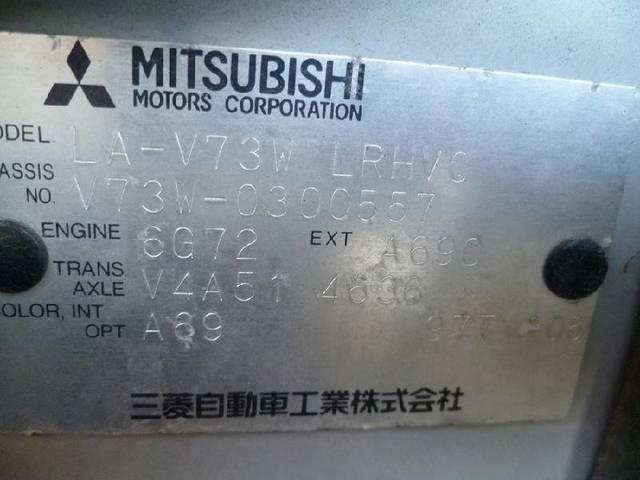 MITSUBISHI
MOTORS CORPORATION
MODEL LA-V73W LRHVC
CHASSIS NO. V73W-0300557
ENGINE 6G72 EXT A69C
TRANS AXLE V4A51 4636
COLOR, INT OPT A69
三菱自動車工業株式会社